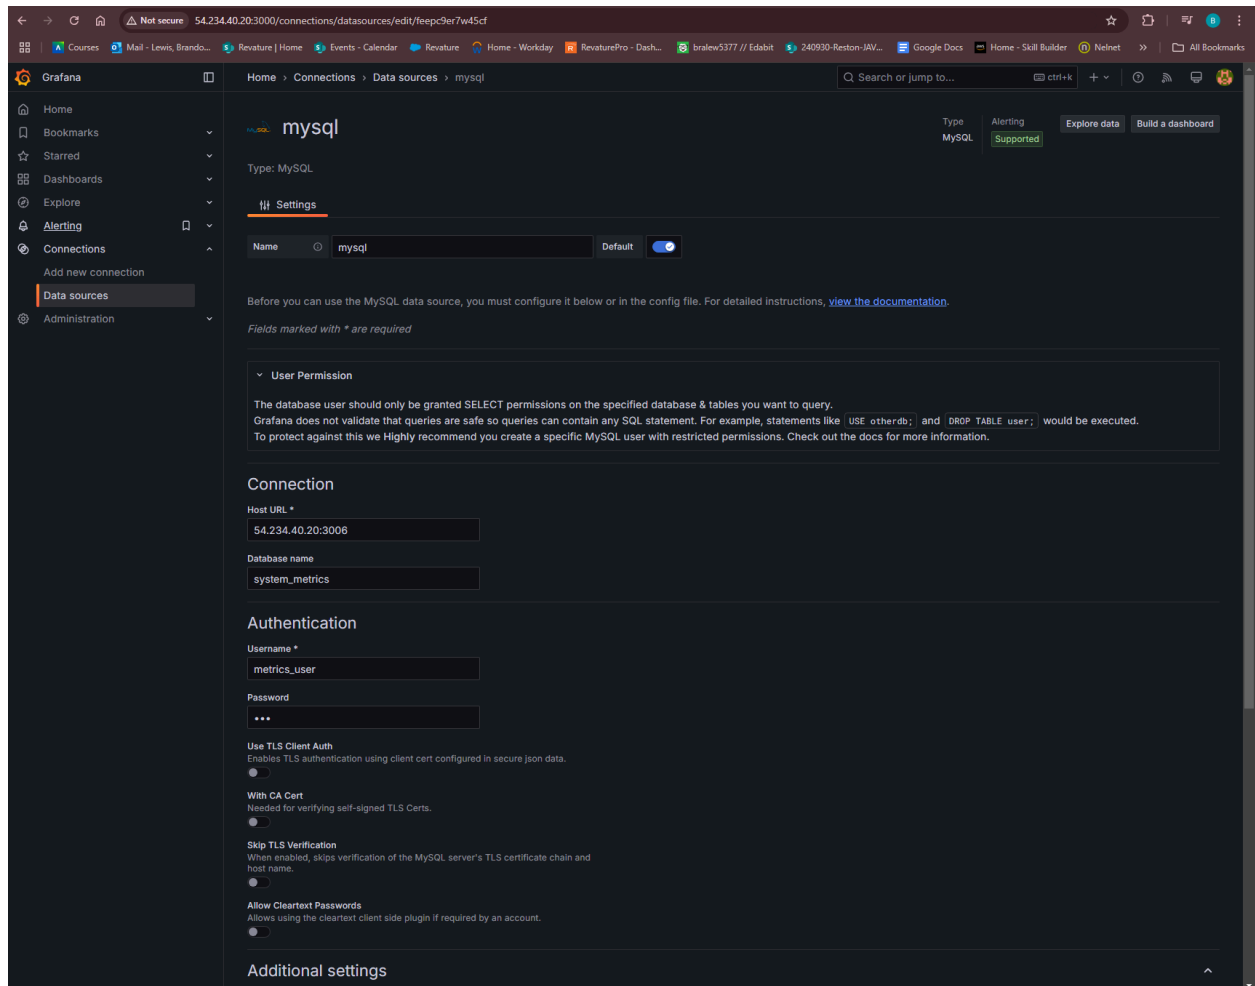 Not secure 54.234.40.20:3000/connections/datasources/edit/feepc9er7w45cf
B
Courses Mail - Lewis, Brando... Revature | Home Events - Calendar Revature Home - Workday RevaturePro - Dash... bralew5377 // Edabit 240930-Reston-JAV... Google Docs Home - Skill Builder Nelnet » All Bookmarks
Grafana
Home > Connections > Data sources > mysql
Search or jump to... ctrl+k
Home
Bookmarks
Starred
Dashboards
Explore
Alerting
Connections
Add new connection
Data sources
Administration
MySQL mysql
Type: MySQL
Type
MySQL
Alerting
Supported
Explore data Build a dashboard
Settings
Name mysql Default
Before you can use the MySQL data source, you must configure it below or in the config file. For detailed instructions, view the documentation.
Fields marked with * are required
User Permission
The database user should only be granted SELECT permissions on the specified database & tables you want to query.
Grafana does not validate that queries are safe so queries can contain any SQL statement. For example, statements like USE otherdb; and DROP TABLE user; would be executed.
To protect against this we Highly recommend you create a specific MySQL user with restricted permissions. Check out the docs for more information.
Connection
Host URL *
54.234.40.20:3006
Database name
system_metrics
Authentication
Username *
metrics_user
Password
•••
Use TLS Client Auth
Enables TLS authentication using client cert configured in secure json data.
With CA Cert
Needed for verifying self-signed TLS Certs.
Skip TLS Verification
When enabled, skips verification of the MySQL server's TLS certificate chain and
host name.
Allow Cleartext Passwords
Allows using the cleartext client side plugin if required by an account.
Additional settings